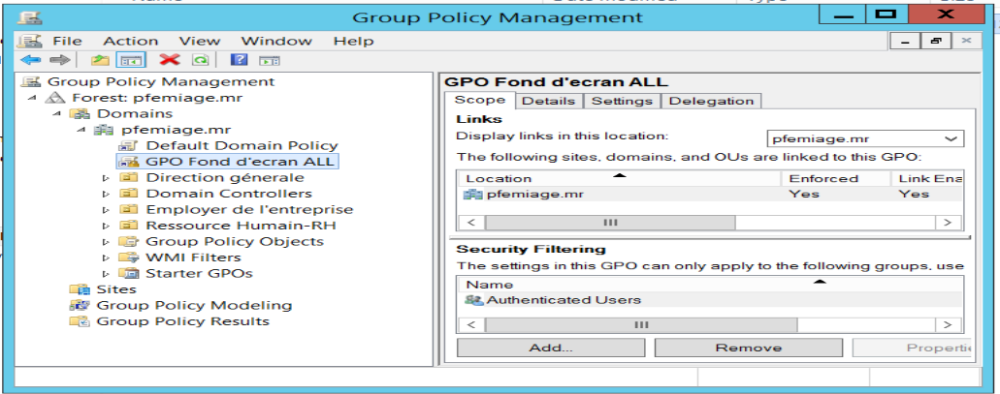 Group Policy Management
File Action View Window Help
Group Policy Management
Forest: pfemiage.mr
Domains
pfemiage.mr
Default Domain Policy
GPO Fond d'ecran ALL
Direction génerale
Domain Controllers
Employer de l'entreprise
Ressource Humain-RH
Group Policy Objects
WMI Filters
Starter GPOs
Sites
Group Policy Modeling
Group Policy Results
GPO Fond d'ecran ALL
Scope Details Settings Delegation
Links
Display links in this location: pfemiage.mr
The following sites, domains, and OUs are linked to this GPO:
Location Enforced Link Ena
pfemiage.mr Yes Yes
Security Filtering
The settings in this GPO can only apply to the following groups, use
Name
Authenticated Users
Add... Remove Propertie